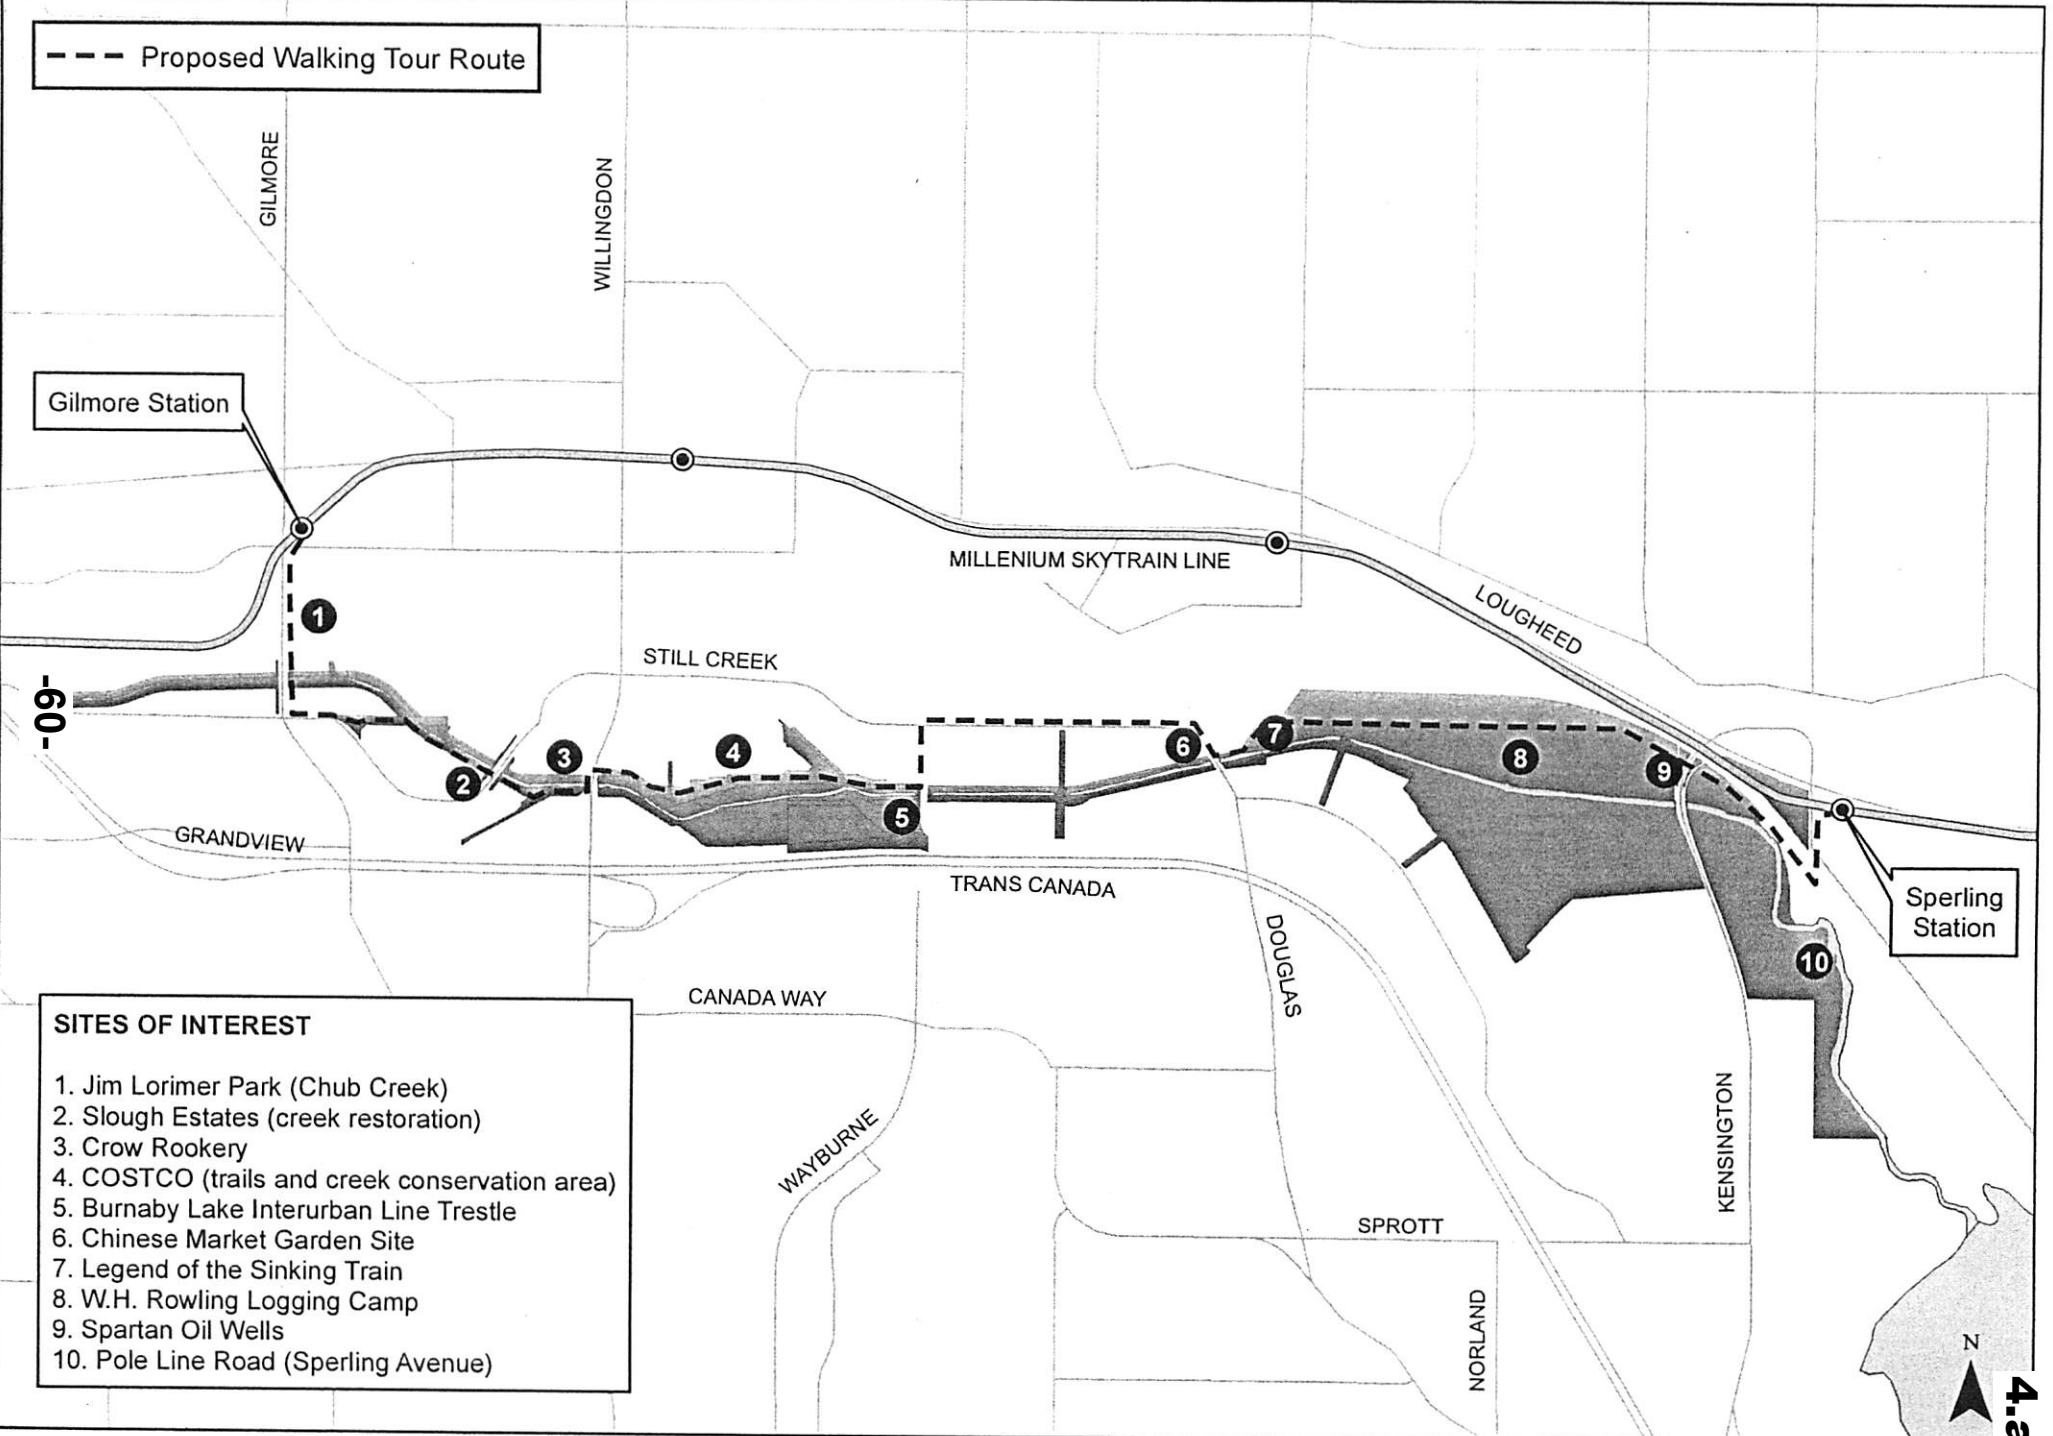 Proposed Walking Tour Route
GILMORE
WILLINGDON
Gilmore Station
MILLENIUM SKYTRAIN LINE
LOUGHEED
1
STILL CREEK
-60-
2
3
4
5
6
7
8
9
10
GRANDVIEW
TRANS CANADA
Sperling
Station
DOUGLAS
CANADA WAY
WAYBURNE
KENSINGTON
SPROTT
NORLAND
SITES OF INTEREST
1. Jim Lorimer Park (Chub Creek)
2. Slough Estates (creek restoration)
3. Crow Rookery
4. COSTCO (trails and creek conservation area)
5. Burnaby Lake Interurban Line Trestle
6. Chinese Market Garden Site
7. Legend of the Sinking Train
8. W.H. Rowling Logging Camp
9. Spartan Oil Wells
10. Pole Line Road (Sperling Avenue)
N
4.a